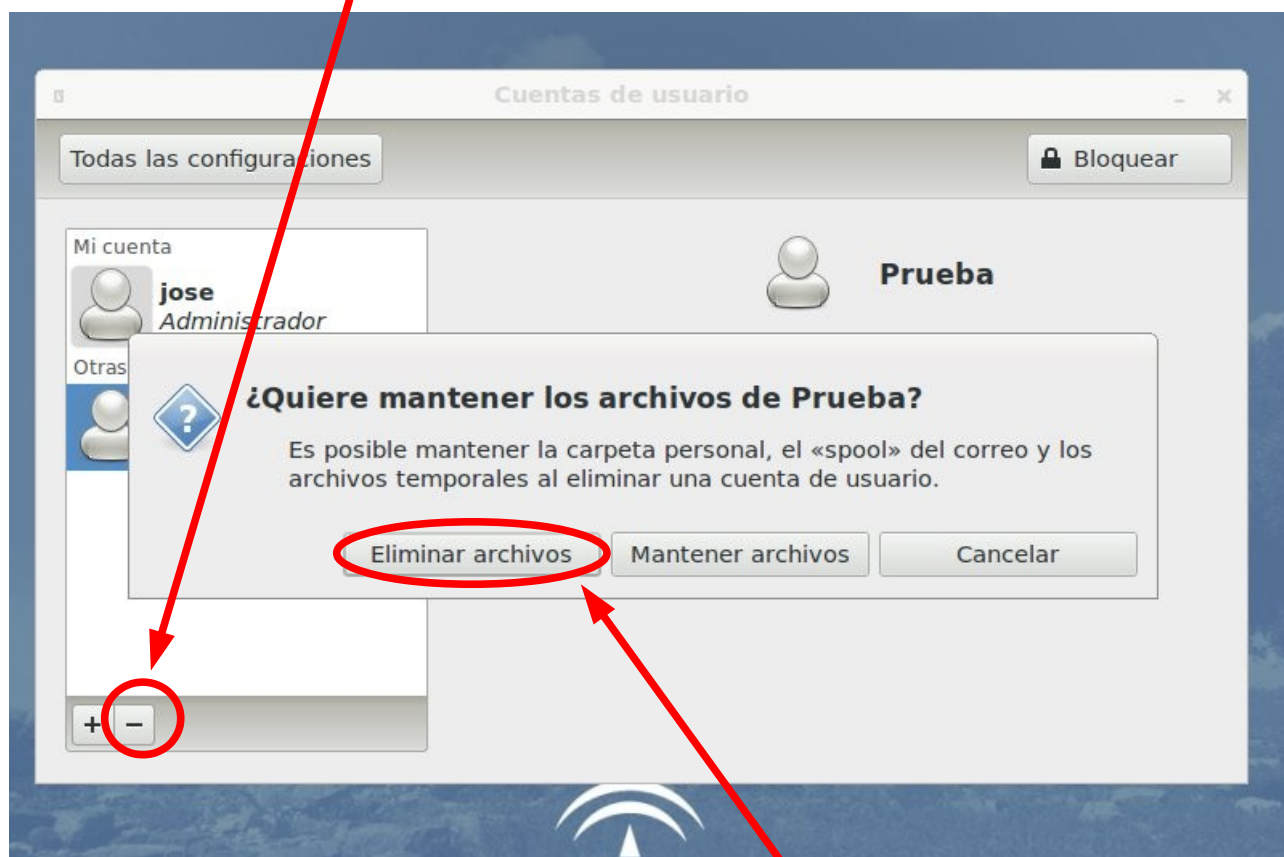 Cuentas de usuario
Todas las configuraciones
Bloquear
Mi cuenta
jose
Administrador
Prueba
Otras
¿Quiere mantener los archivos de Prueba?
Es posible mantener la carpeta personal, el «spool» del correo y los
archivos temporales al eliminar una cuenta de usuario.
Eliminar archivos
Mantener archivos
Cancelar
+ −